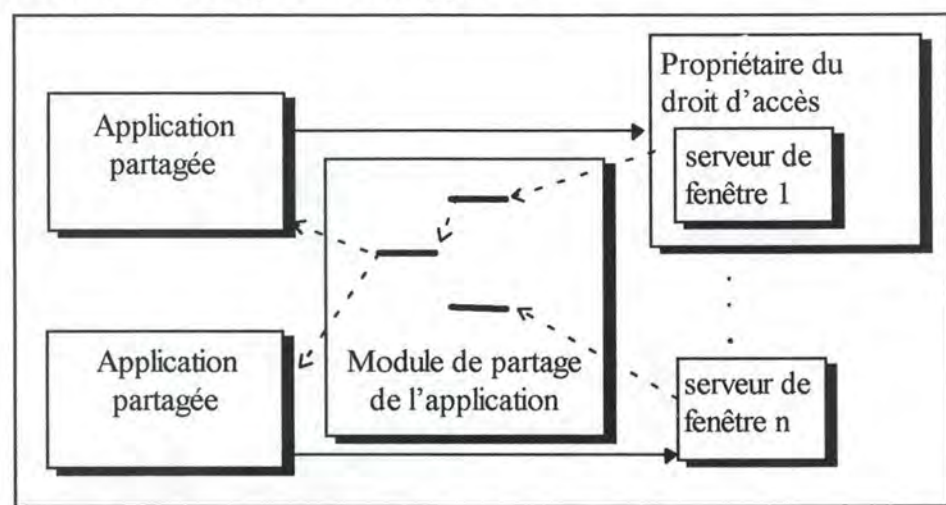 Application
partagée
Propriétaire du
droit d'accès
serveur de
fenêtre 1
Application
partagée
Module de partage
de l'application
serveur de
fenêtre n